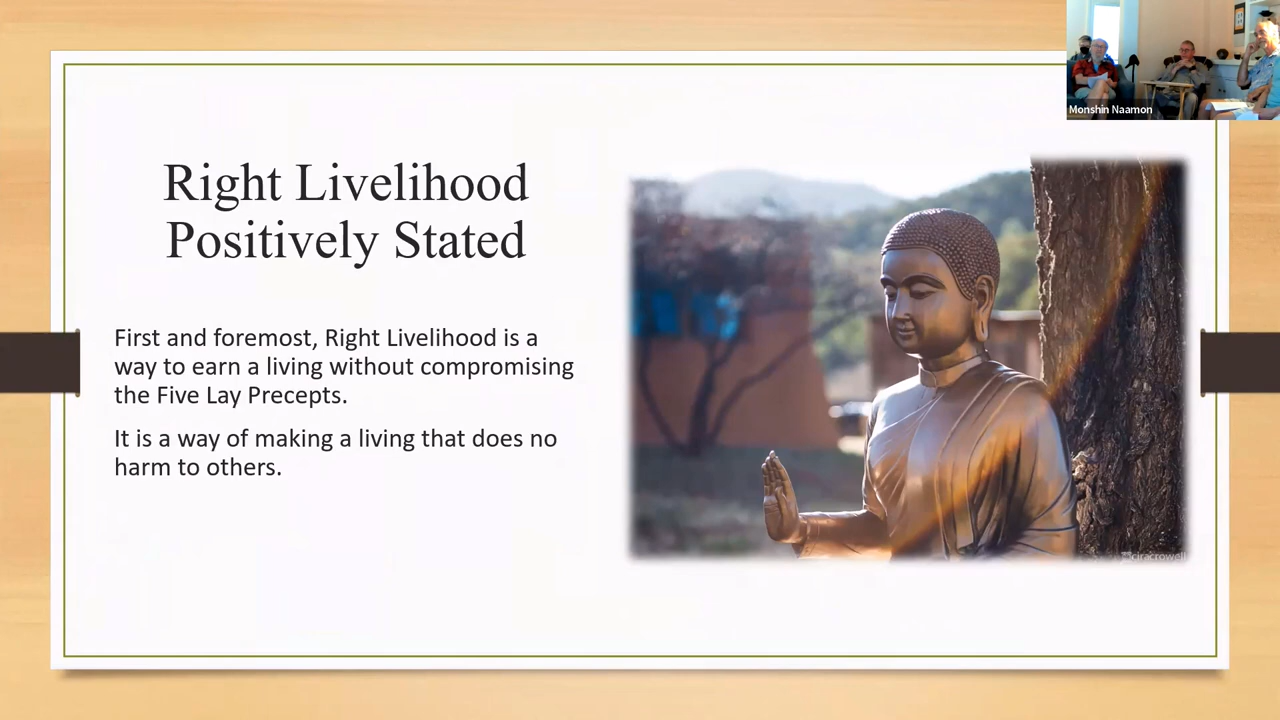 Monshin Naamon
Right Livelihood
Positively Stated
First and foremost, Right Livelihood is a
way to earn a living without compromising
the Five Lay Precepts.
It is a way of making a living that does no
harm to others.
ciracrowell